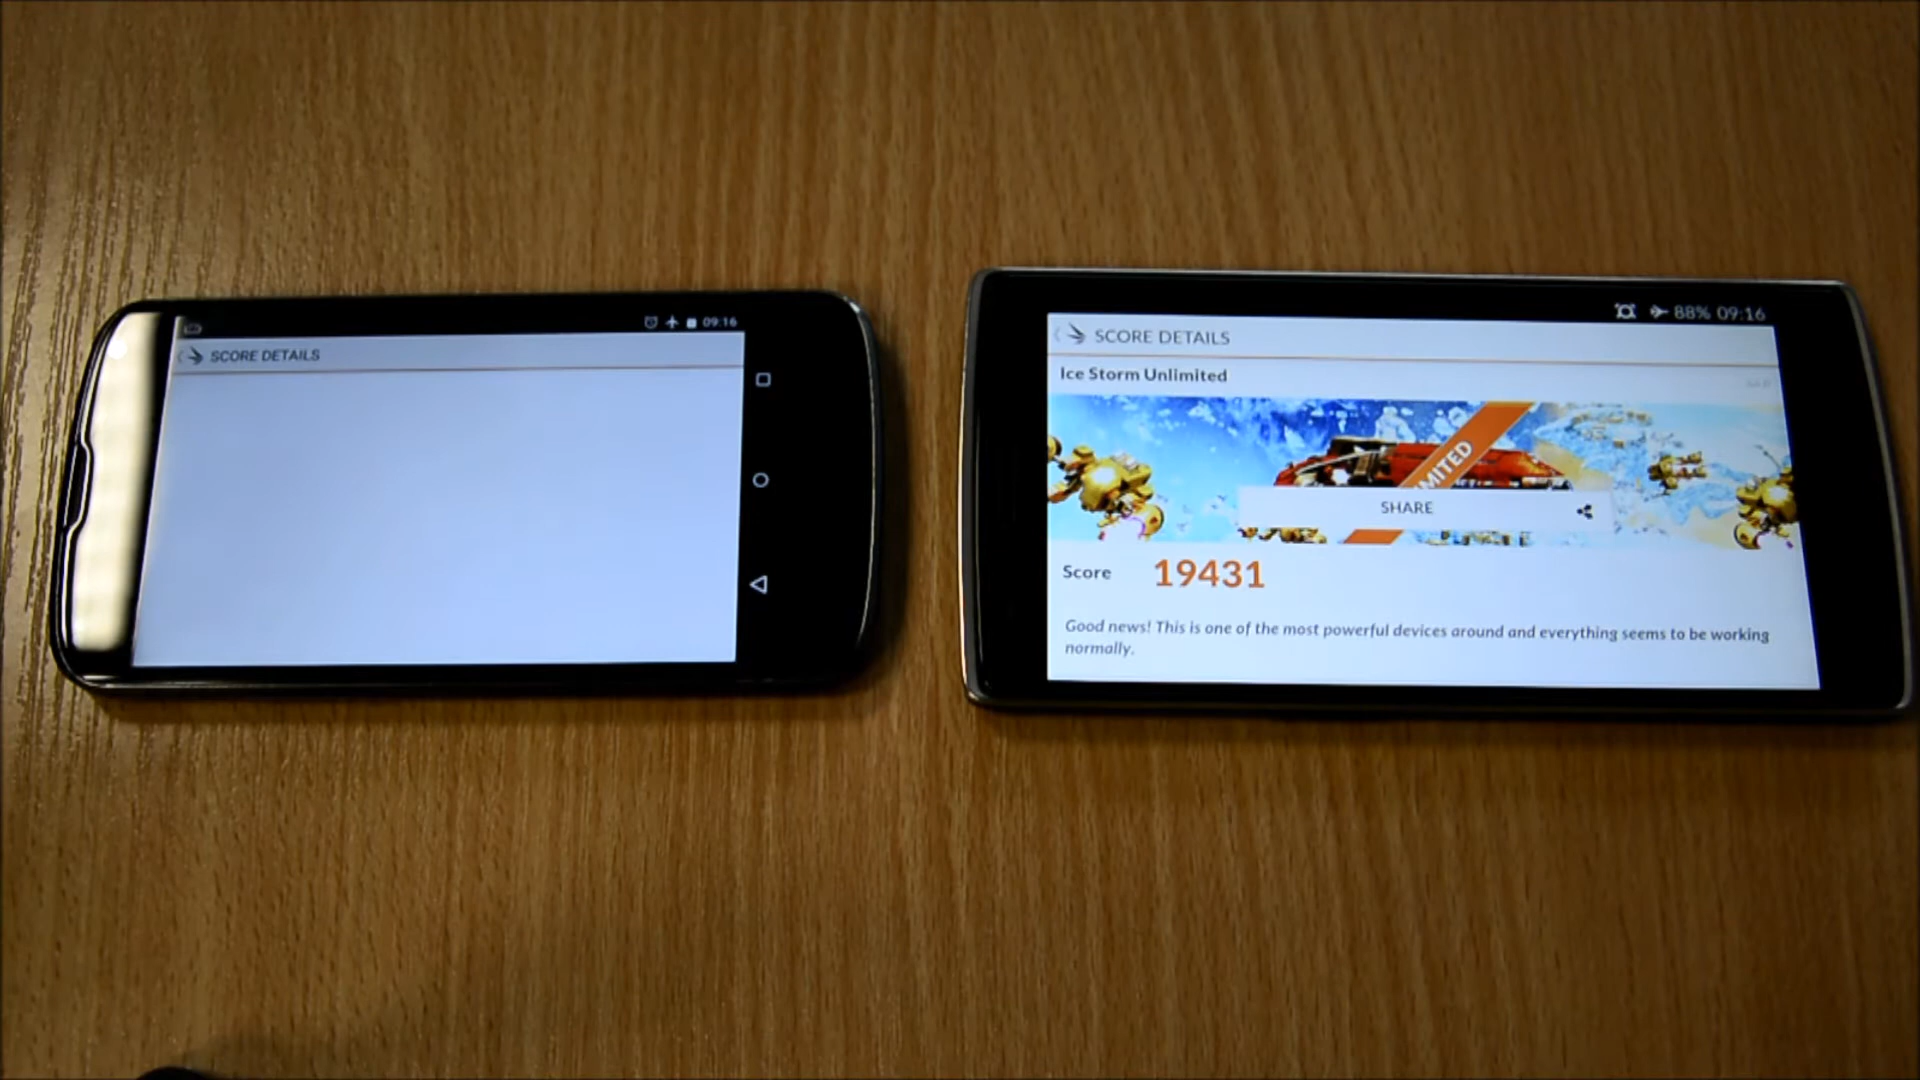 09:16
SCORE DETAILS
88% 09:16
SCORE DETAILS
Ice Storm Unlimited
IMITED
SHARE
Score 19431
Good news! This is one of the most powerful devices around and everything seems to be working
normally.